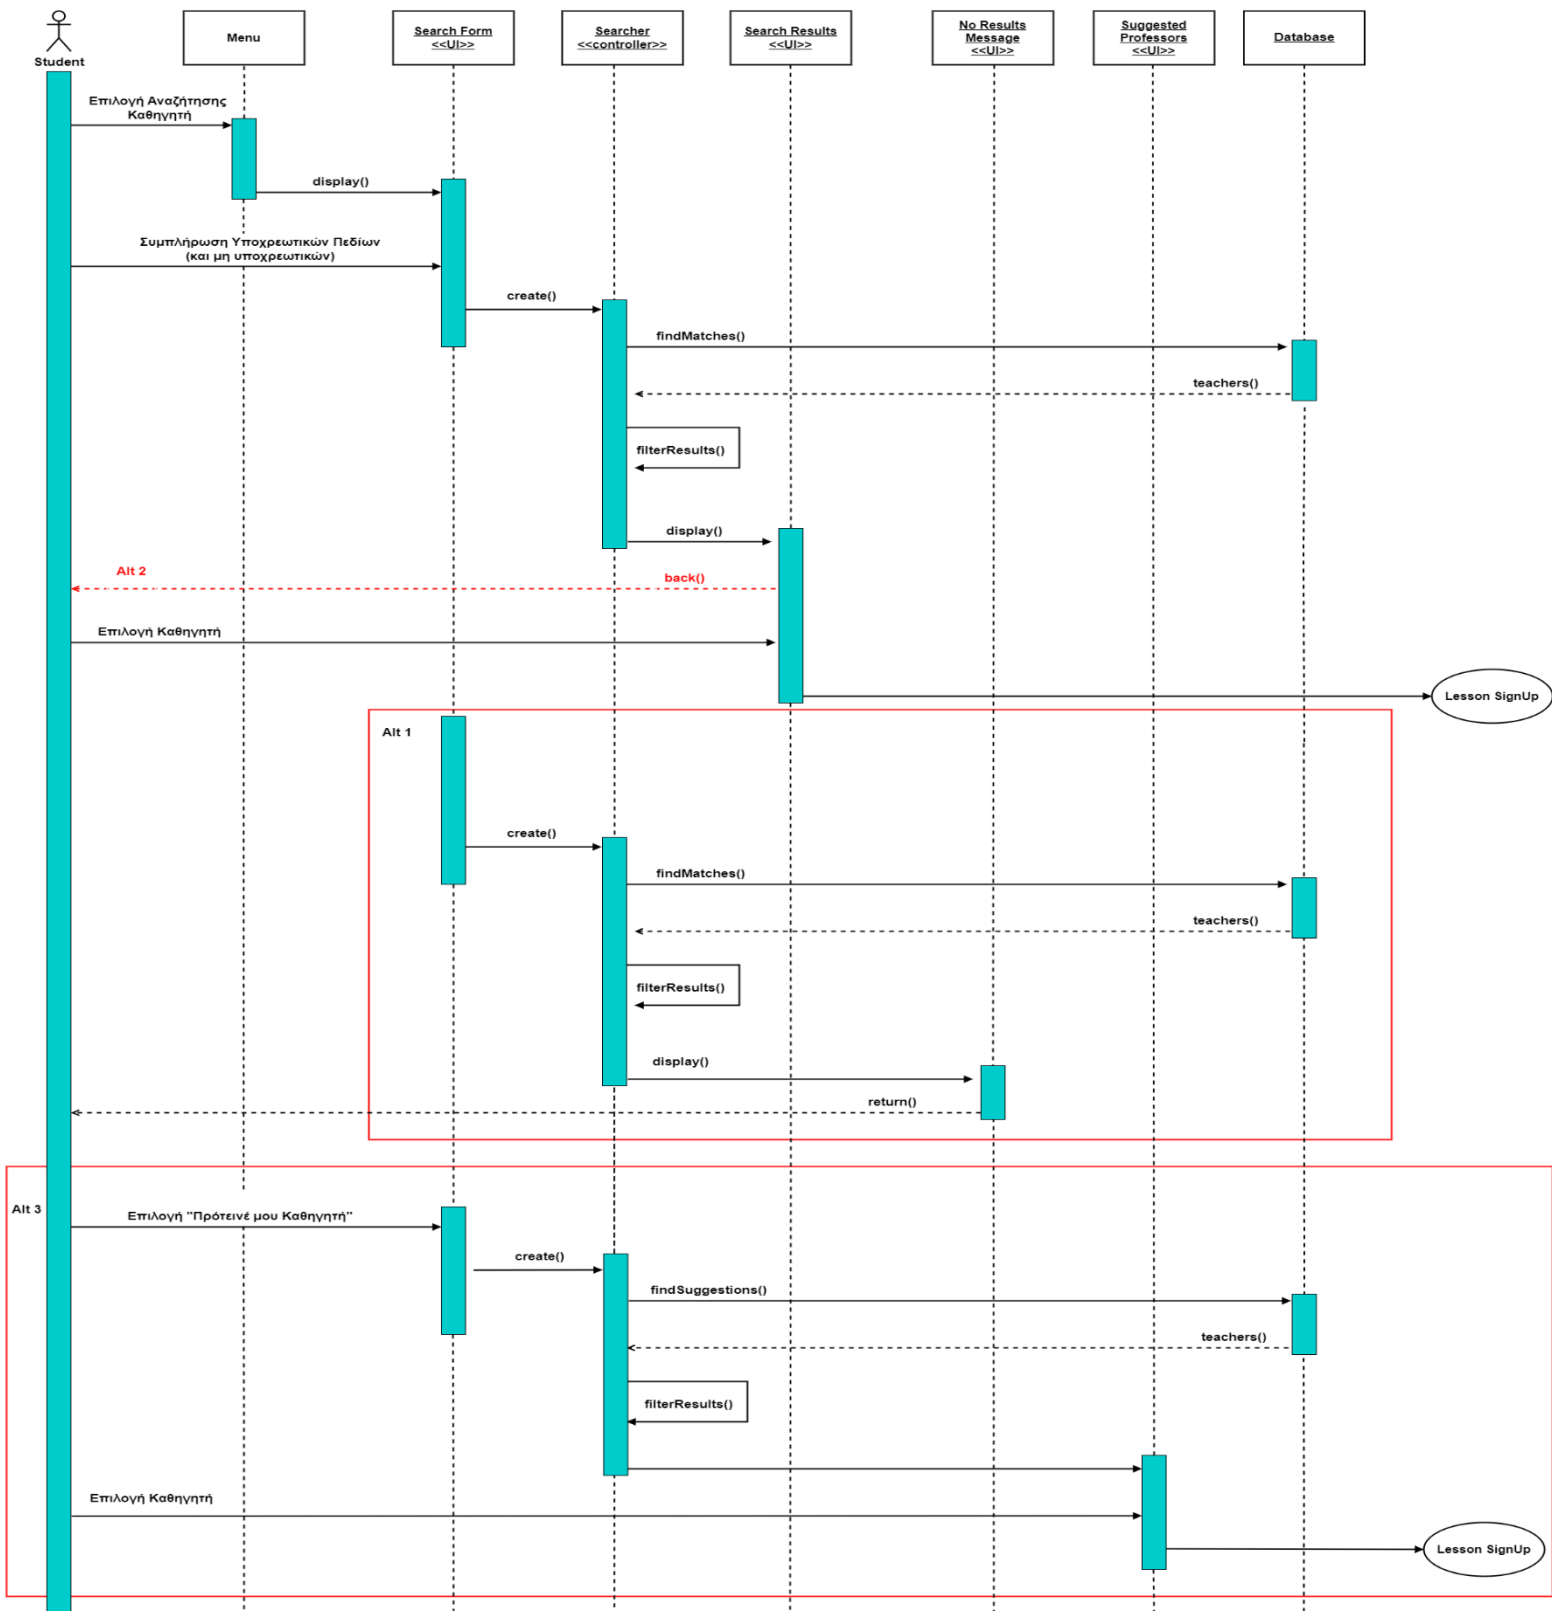 Student
Menu
Search Form
<<UI>>
Searcher
<<controller>>
Search Results
<<UI>>
No Results
Message
<<UI>>
Suggested
Professors
<<UI>>
Database
Επιλογή Αναζήτησης
Καθηγητή
display()
Συμπλήρωση Υποχρεωτικών Πεδίων
(και μη υποχρεωτικών)
create()
findMatches()
teachers()
filterResults()
display()
Alt 2
back()
Επιλογή Καθηγητή
Lesson SignUp
Alt 1
create()
findMatches()
teachers()
filterResults()
display()
return()
Alt 3
Επιλογή "Πρότεινέ μου Καθηγητή"
create()
findSuggestions()
teachers()
filterResults()
Επιλογή Καθηγητή
Lesson SignUp